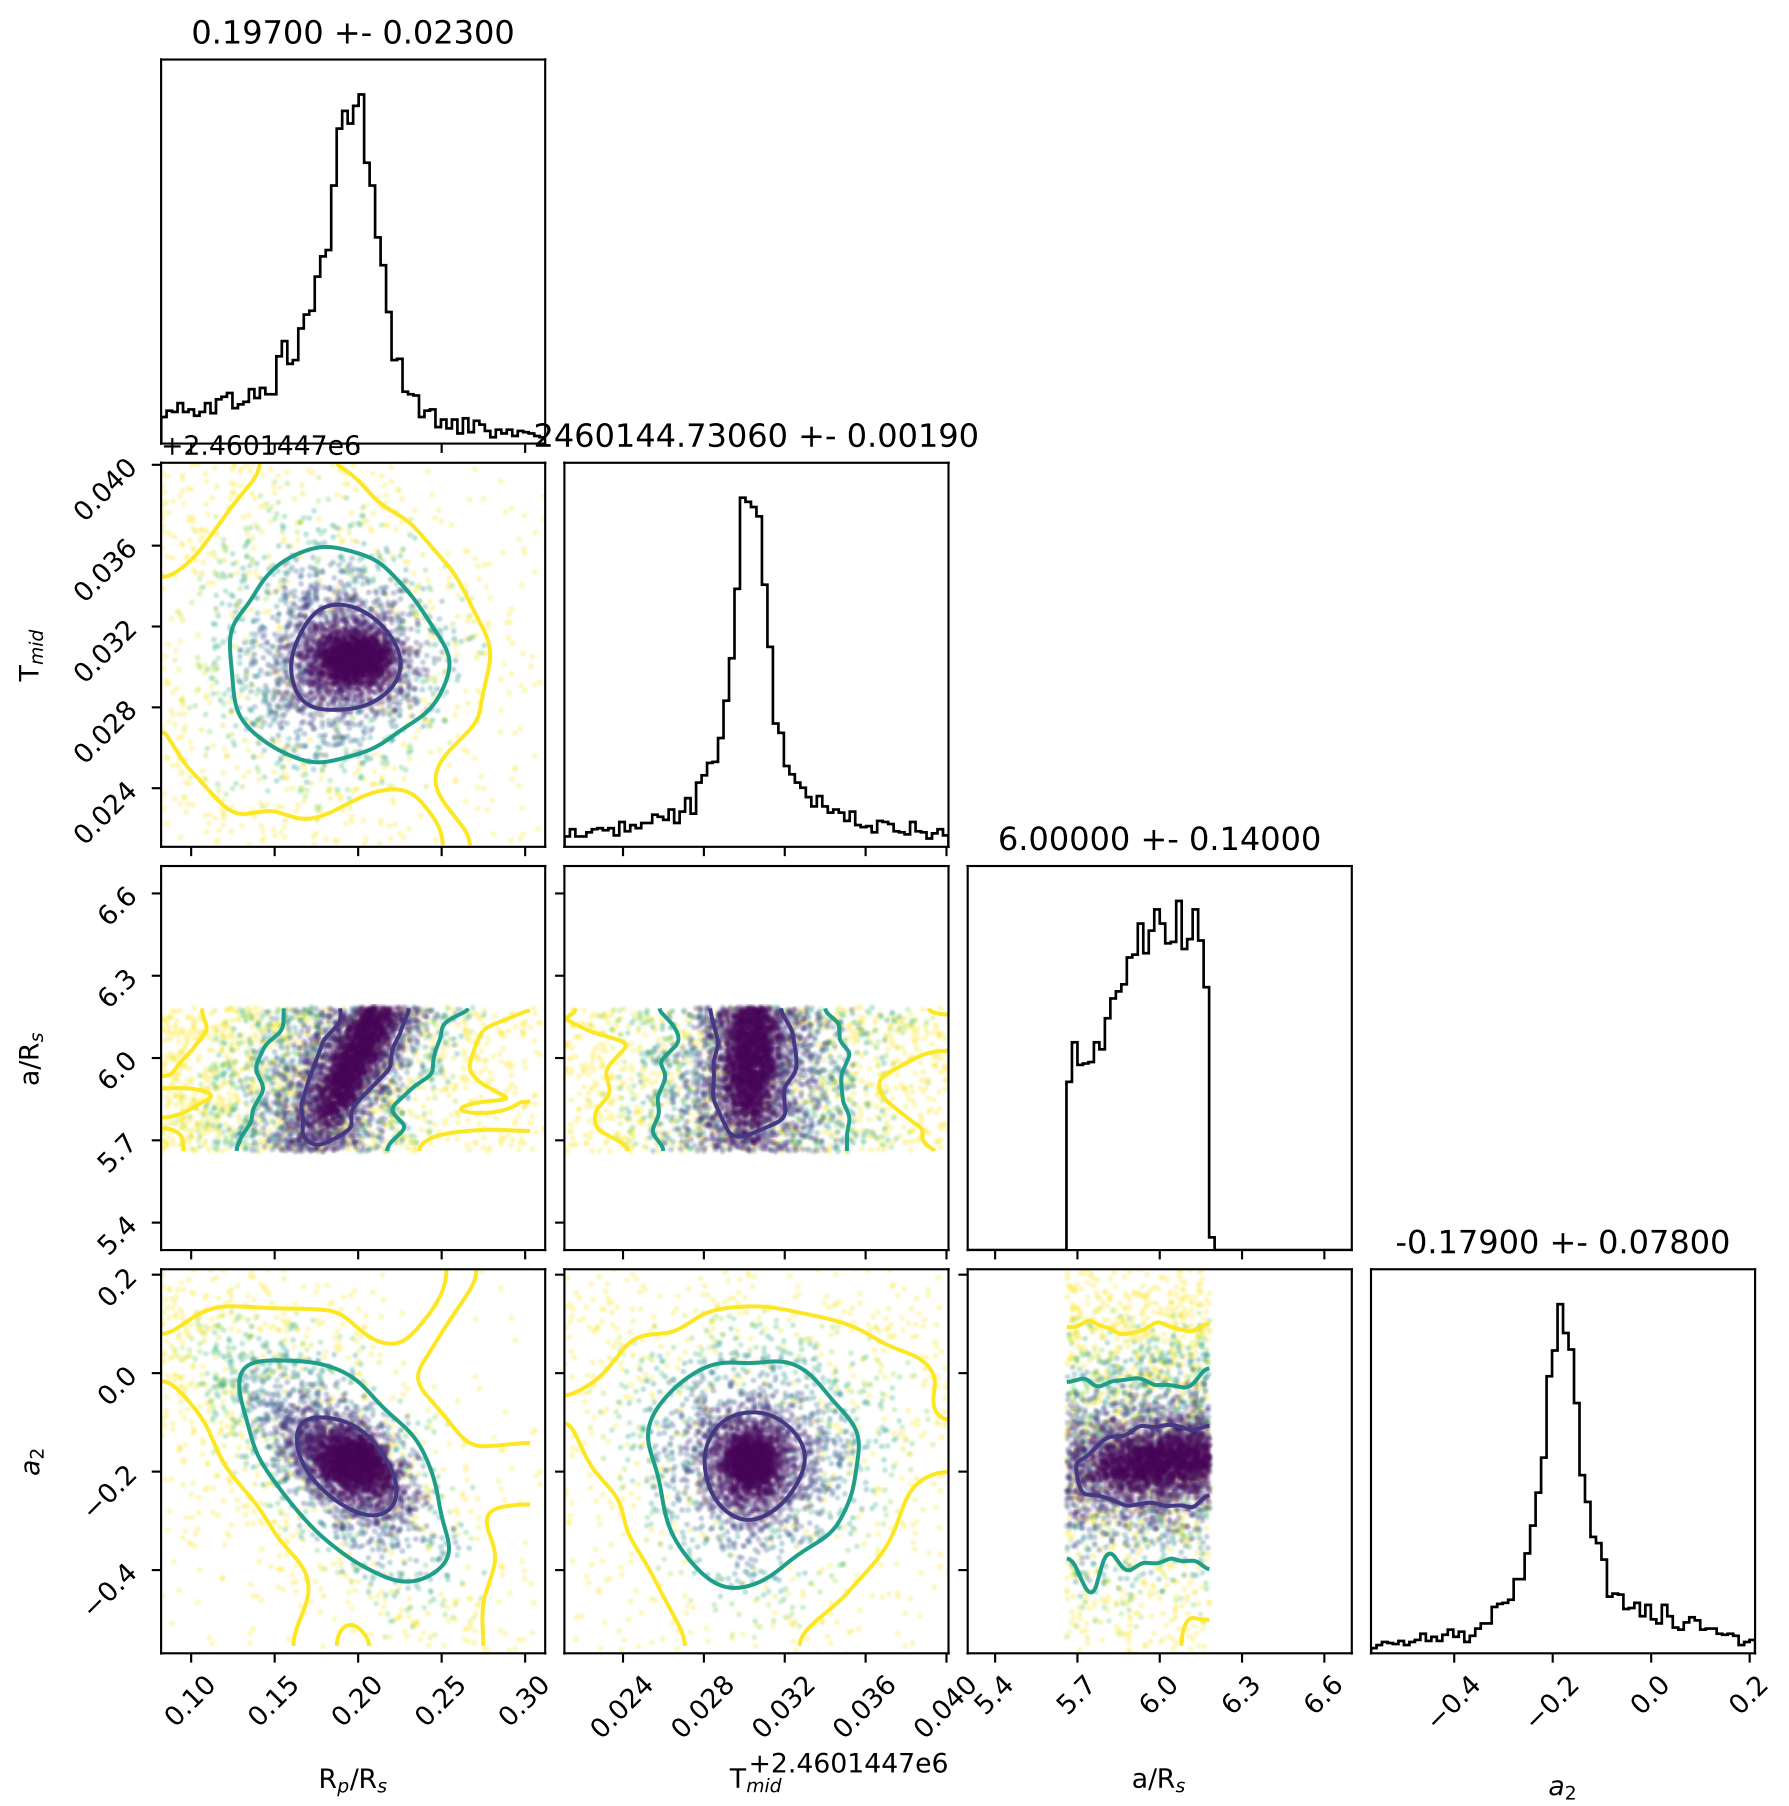 0.19700 +- 0.02300
+2.4601447e6
2460144.73060 +- 0.00190
0.040
0.036
0.032
0.028
0.024
T_mid
6.00000 +- 0.14000
6.6
6.3
6.0
5.7
5.4
a/R_s
-0.17900 +- 0.07800
0.2
0.0
−0.2
−0.4
a_2
0.10 0.15 0.20 0.25 0.30
0.024 0.028 0.032 0.036 0.040
5.4 5.7 6.0 6.3 6.6
−0.4 −0.2 0.0 0.2
+2.4601447e6
R_p/R_s
T_mid
a/R_s
a_2